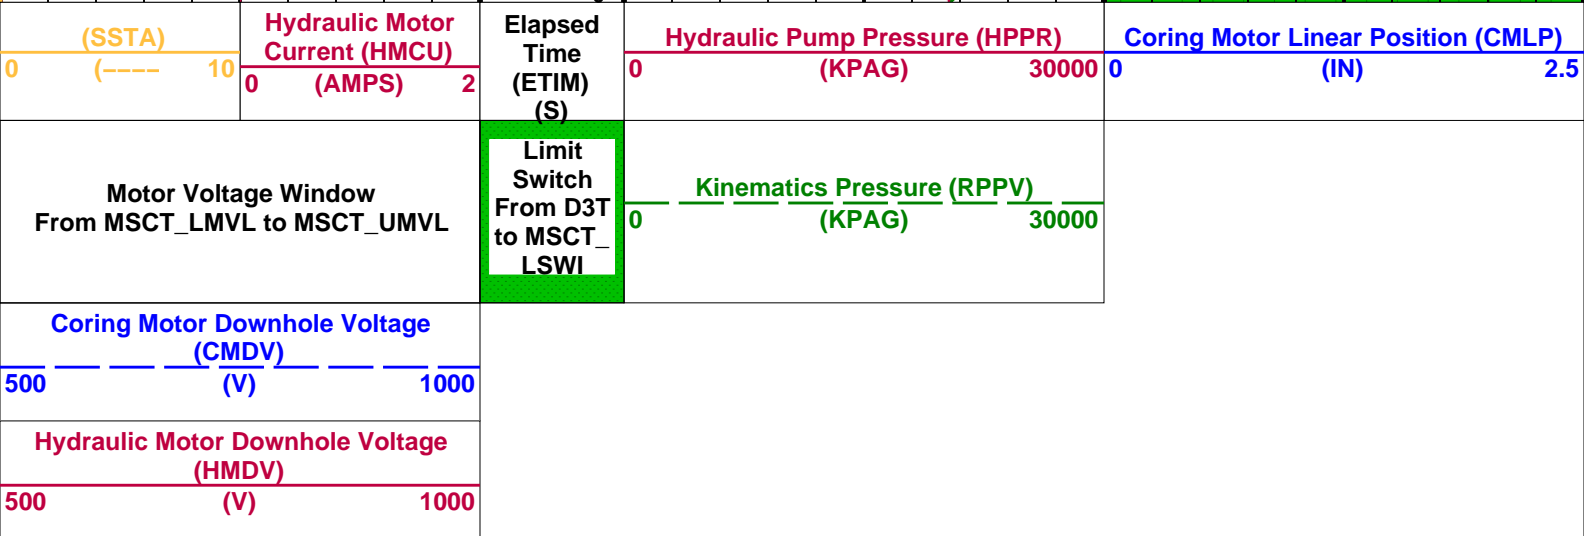 (SSTA)
0 (---- 10
Hydraulic Motor
Current (HMCU)
0 (AMPS) 2
Elapsed
Time
(ETIM)
(S)
Hydraulic Pump Pressure (HPPR)
0 (KPAG) 30000
Coring Motor Linear Position (CMLP)
0 (IN) 2.5
Motor Voltage Window
From MSCT_LMVL to MSCT_UMVL
Limit
Switch
From D3T
to MSCT_
LSWI
Kinematics Pressure (RPPV)
0 (KPAG) 30000
Coring Motor Downhole Voltage
(CMDV)
500 (V) 1000
Hydraulic Motor Downhole Voltage
(HMDV)
500 (V) 1000